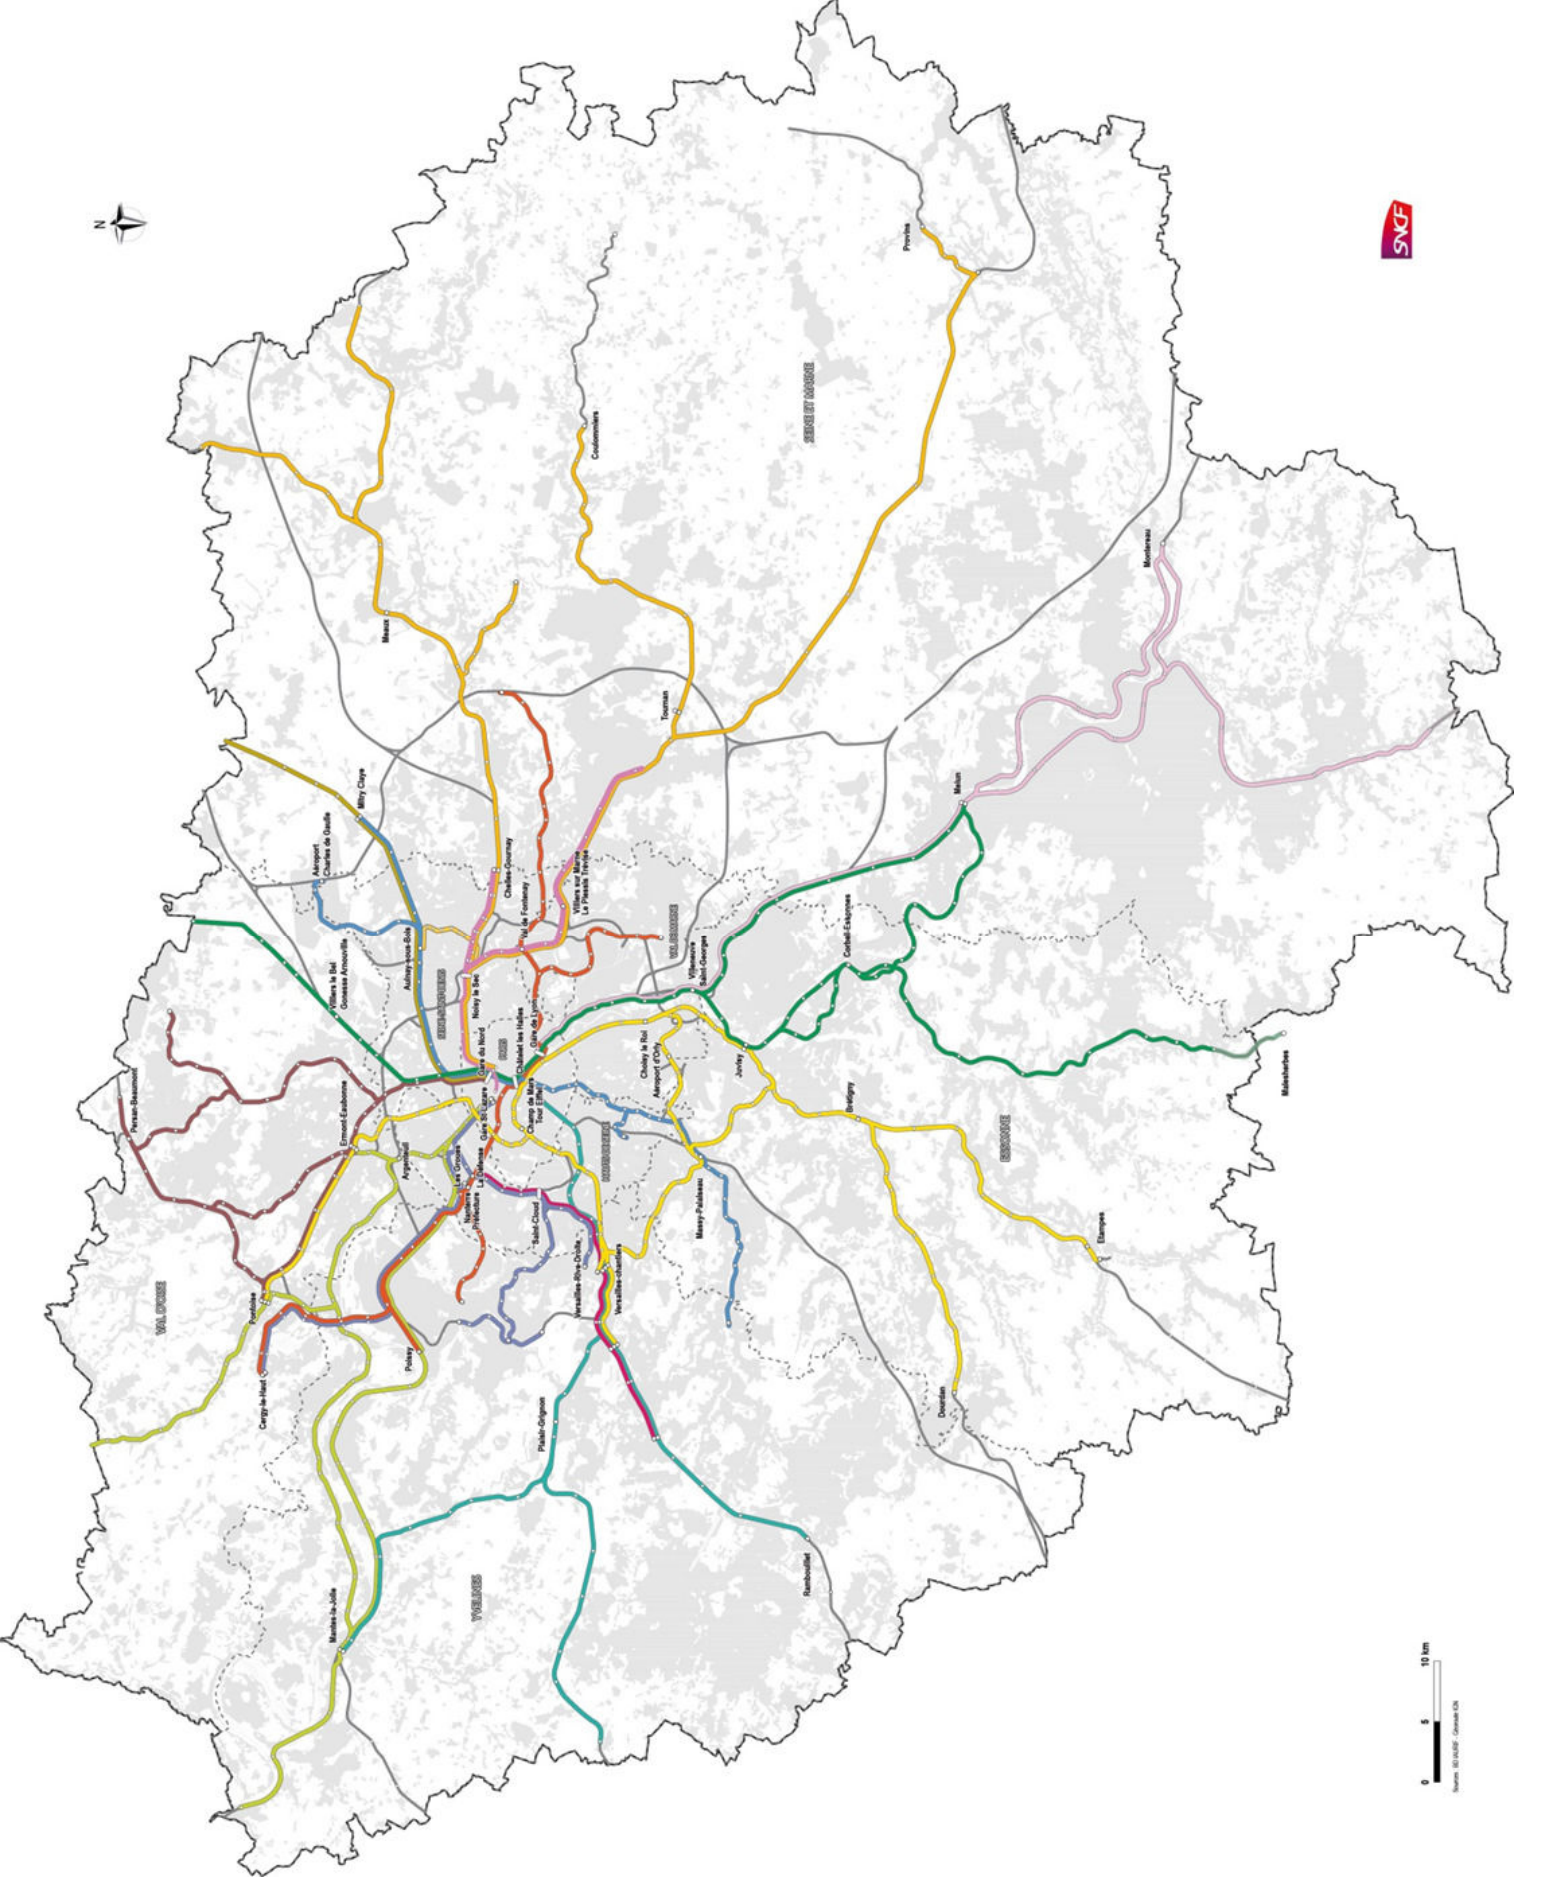 N
SNCF
Persan-Beaumont
VAL D'OISE
Pontoise
Cergy-le-Haut
Ermont-Eaubonne
Argenteuil
Poissy
Mantes-la-Jolie
YVELINES
Plaisir-Grignon
Rambouillet
Villiers le Bel
Gonesse Arnouville
Aéroport
Charles de Gaulle
Mitry Claye
Aulnay-sous-Bois
Meaux
Noisy le Sec
Chelles-Gournay
Gare du Nord
PARIS
Gare St-Lazare
Châtelet les Halles
Gare de Lyon
Val de Fontenay
Villiers sur Marne
Le Plessis Trévise
Les Groues
La Défense
Nanterre
Préfecture
Champ de Mars
Tour Eiffel
Saint-Cloud
Versailles-Rive-Droite
Versailles-chantiers
Massy-Palaiseau
Choisy le Roi
Aéroport d'Orly
VAL DE MARNE
Villeneuve
Saint-Georges
Juvisy
Brétigny
Corbeil-Essonnes
ESSONNE
Etampes
Dourdan
Malesherbes
Melun
Montereau
Tournan
Coulommiers
SEINE ET MARNE
Provins
0 5 10 km